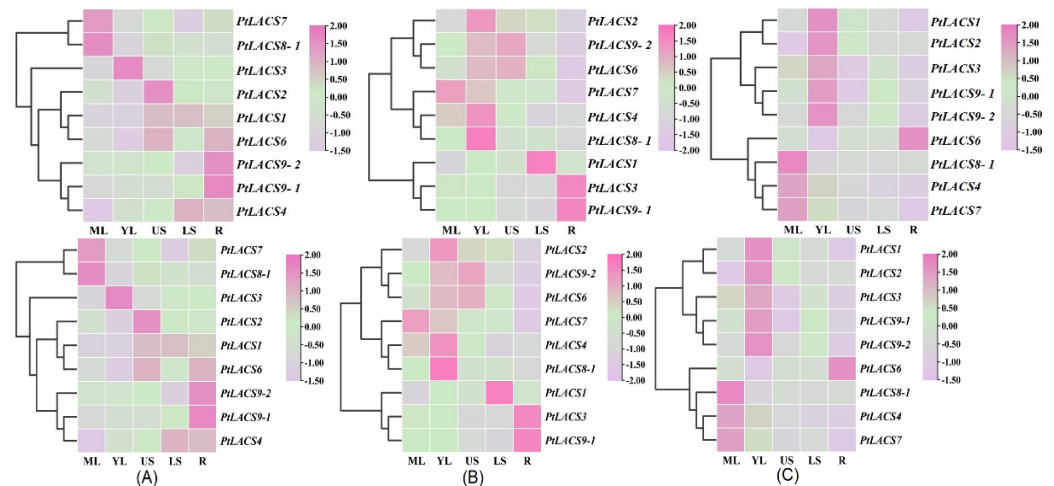 PtLACS7
PtLACS8- 1
PtLACS3
PtLACS2
PtLACS1
PtLACS6
PtLACS9- 2
PtLACS9- 1
PtLACS4
2.00
1.50
1.00
0.50
0.00
-0.50
-1.00
-1.50
ML YL US LS R
PtLACS2
PtLACS9- 2
PtLACS6
PtLACS7
PtLACS4
PtLACS8- 1
PtLACS1
PtLACS3
PtLACS9- 1
2.00
1.50
1.00
0.50
0.00
-0.50
-1.00
-1.50
-2.00
ML YL US LS R
PtLACS1
PtLACS2
PtLACS3
PtLACS9- 1
PtLACS9- 2
PtLACS6
PtLACS8- 1
PtLACS4
PtLACS7
2.00
1.50
1.00
0.50
0.00
-0.50
-1.00
-1.50
ML YL US LS R
PtLACS7
PtLACS8-1
PtLACS3
PtLACS2
PtLACS1
PtLACS6
PtLACS9-2
PtLACS9-1
PtLACS4
2.00
1.50
1.00
0.50
0.00
-0.50
-1.00
-1.50
ML YL US LS R
(A)
PtLACS2
PtLACS9-2
PtLACS6
PtLACS7
PtLACS4
PtLACS8-1
PtLACS1
PtLACS3
PtLACS9-1
2.00
1.50
1.00
0.50
0.00
-0.50
-1.00
-1.50
-2.00
ML YL US LS R
(B)
PtLACS1
PtLACS2
PtLACS3
PtLACS9-1
PtLACS9-2
PtLACS6
PtLACS8-1
PtLACS4
PtLACS7
2.00
1.50
1.00
0.50
0.00
-0.50
-1.00
-1.50
ML YL US LS R
(C)